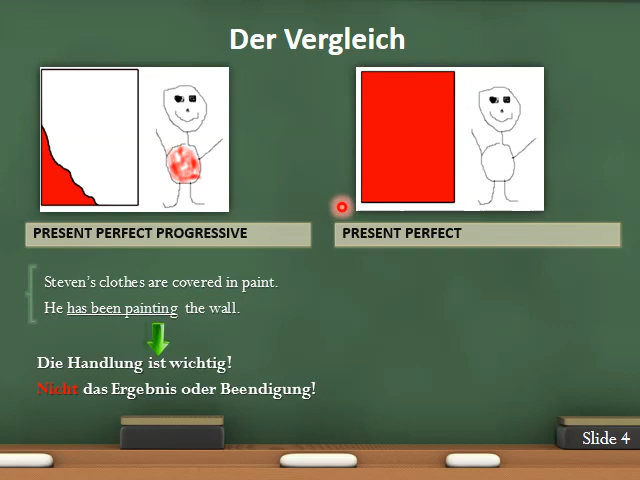 Der Vergleich
PRESENT PERFECT PROGRESSIVE
PRESENT PERFECT
Steven's clothes are covered in paint.
He has been painting the wall.
Die Handlung ist wichtig!
Nicht das Ergebnis oder Beendigung!
Slide 4